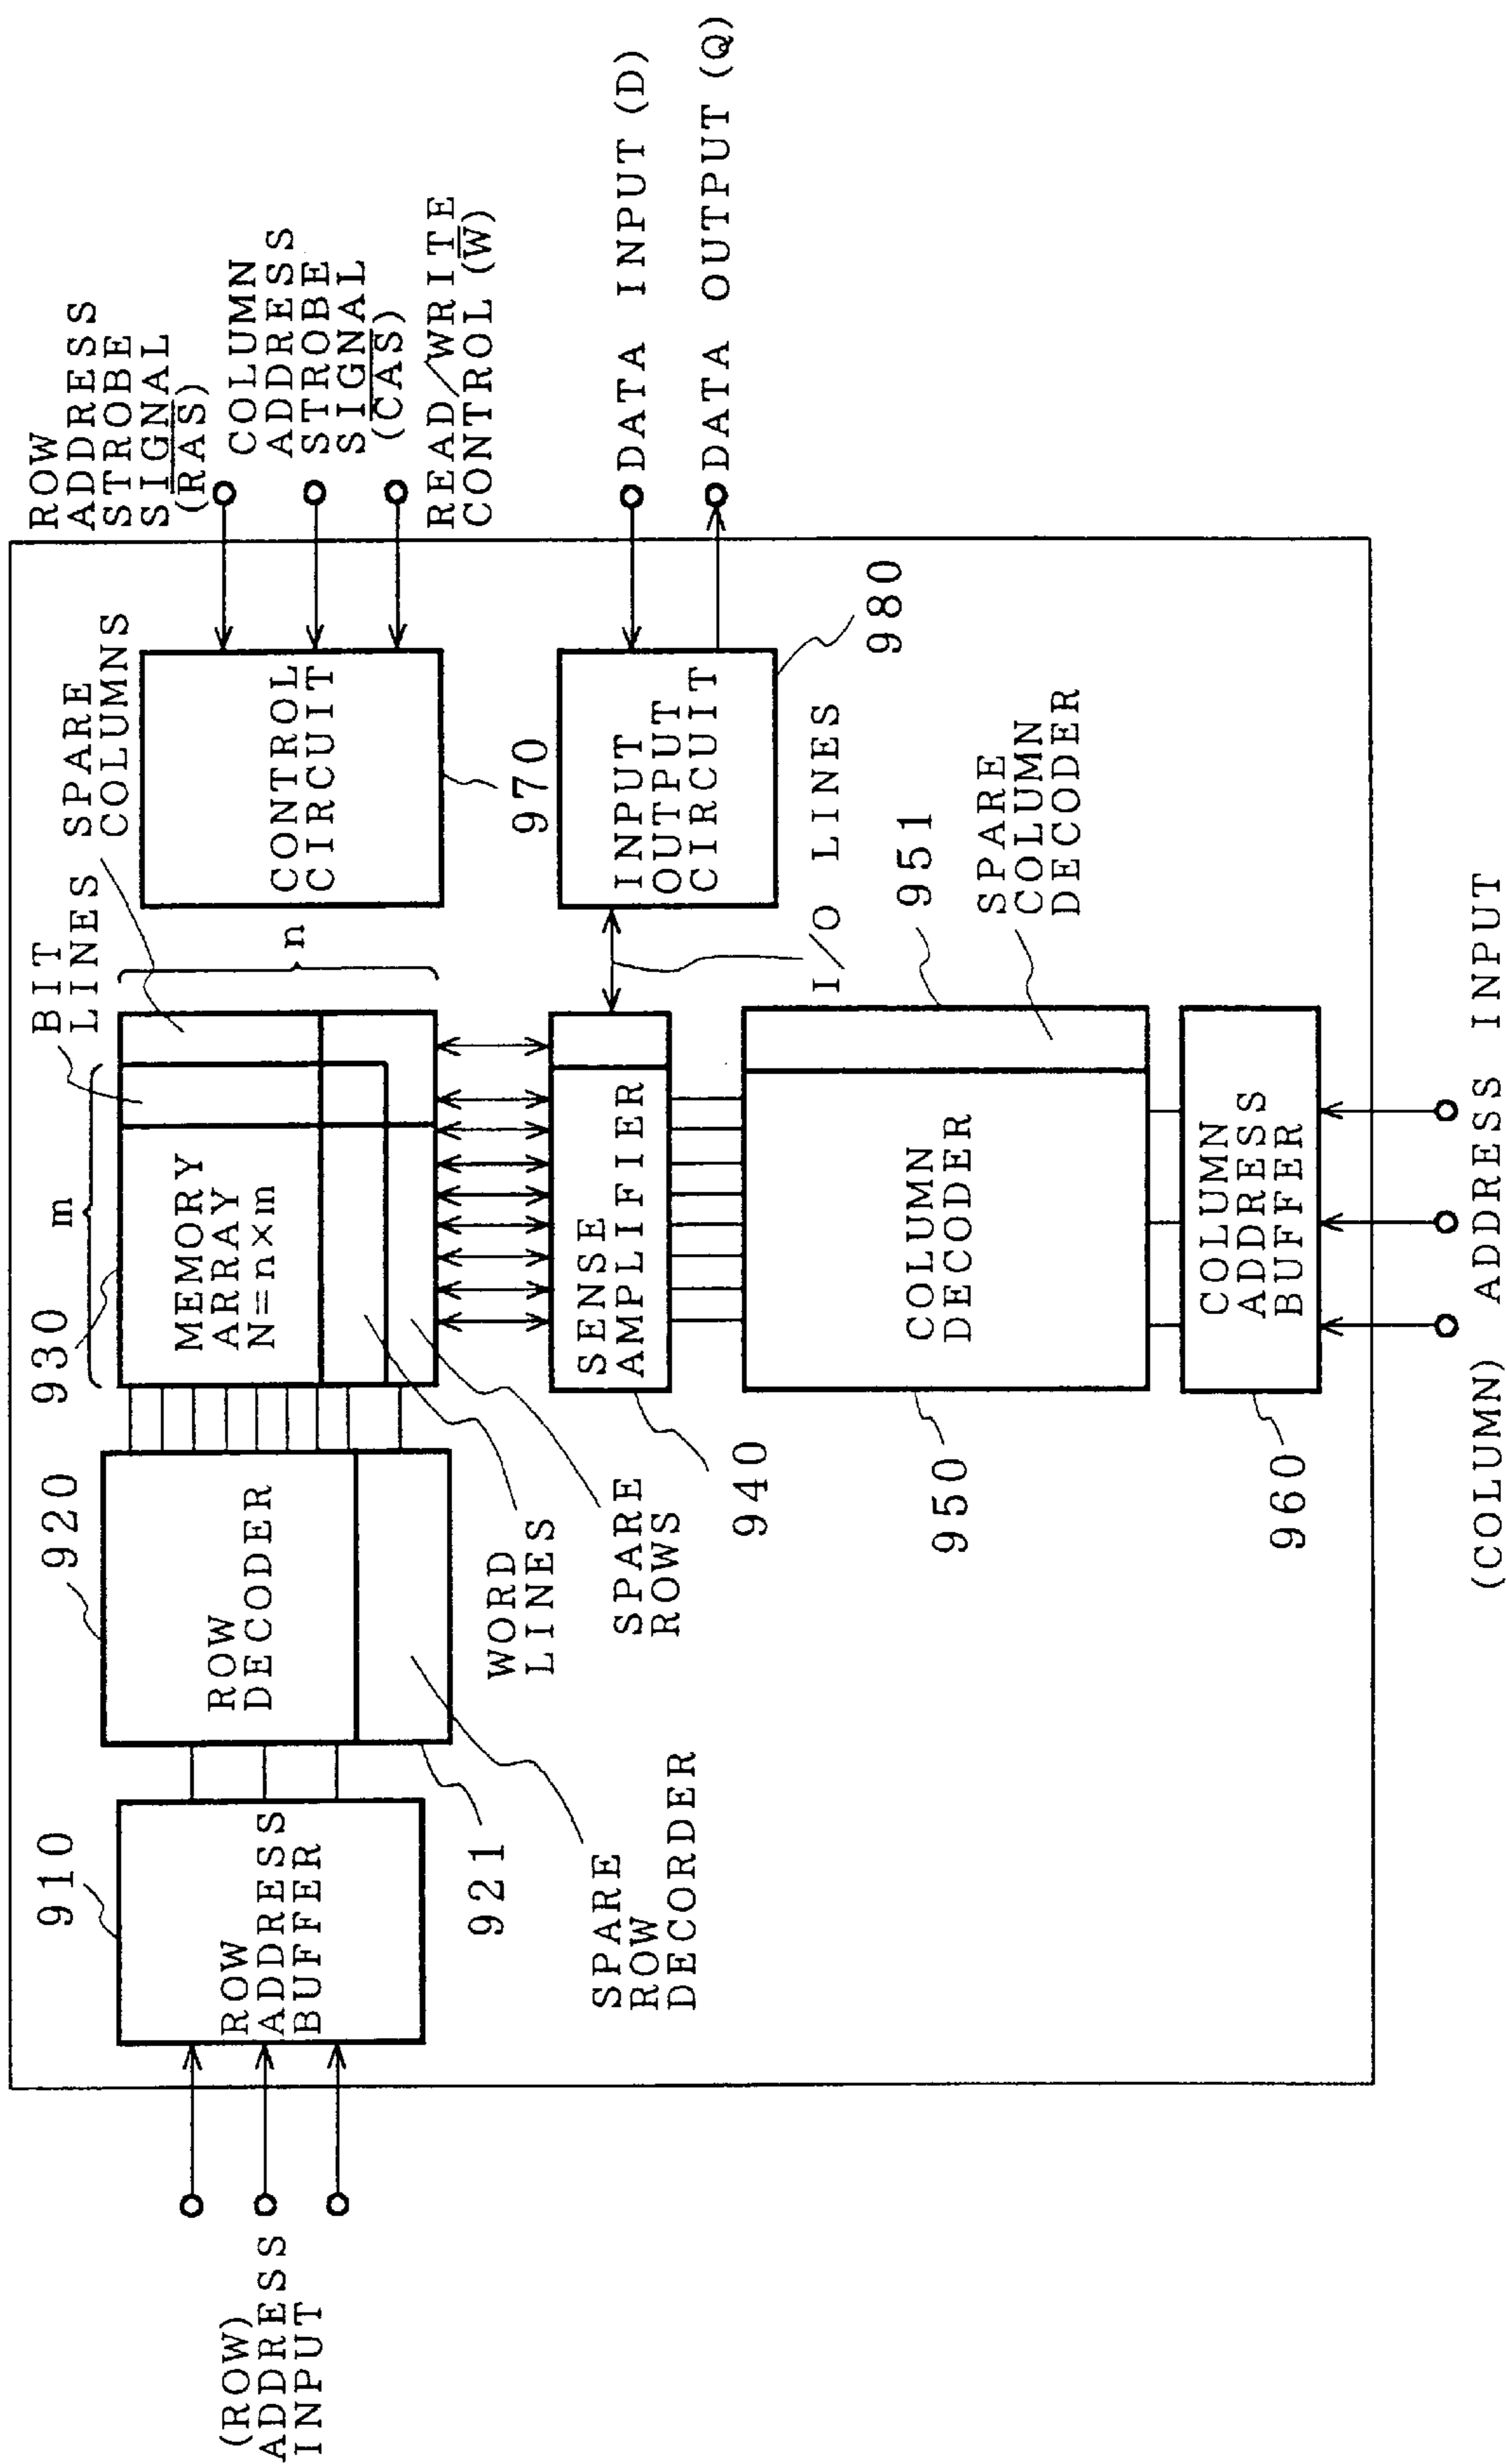 ROW
ADDRESS
STROBE
SIGNAL
(R̅A̅S̅)
COLUMN
ADDRESS
STROBE
SIGNAL
(C̅A̅S̅)
READ/WRITE
CONTROL (W̅)
DATA INPUT (D)
DATA OUTPUT (Q)
BIT
LINES
SPARE
COLUMNS
CONTROL
CIRCUIT
970
INPUT
OUTPUT
CIRCUIT
980
I/O LINES
n
m
930
MEMORY
ARRAY
N=n×m
SENSE
AMPLIFIER
940
951
SPARE
COLUMN
DECODER
COLUMN
DECODER
950
COLUMN
ADDRESS
BUFFER
960
(COLUMN) ADDRESS INPUT
920
ROW
DECODER
WORD
LINES
SPARE
ROWS
910
ROW
ADDRESS
BUFFER
921
SPARE
ROW
DECORDER
(ROW)
ADDRESS
INPUT